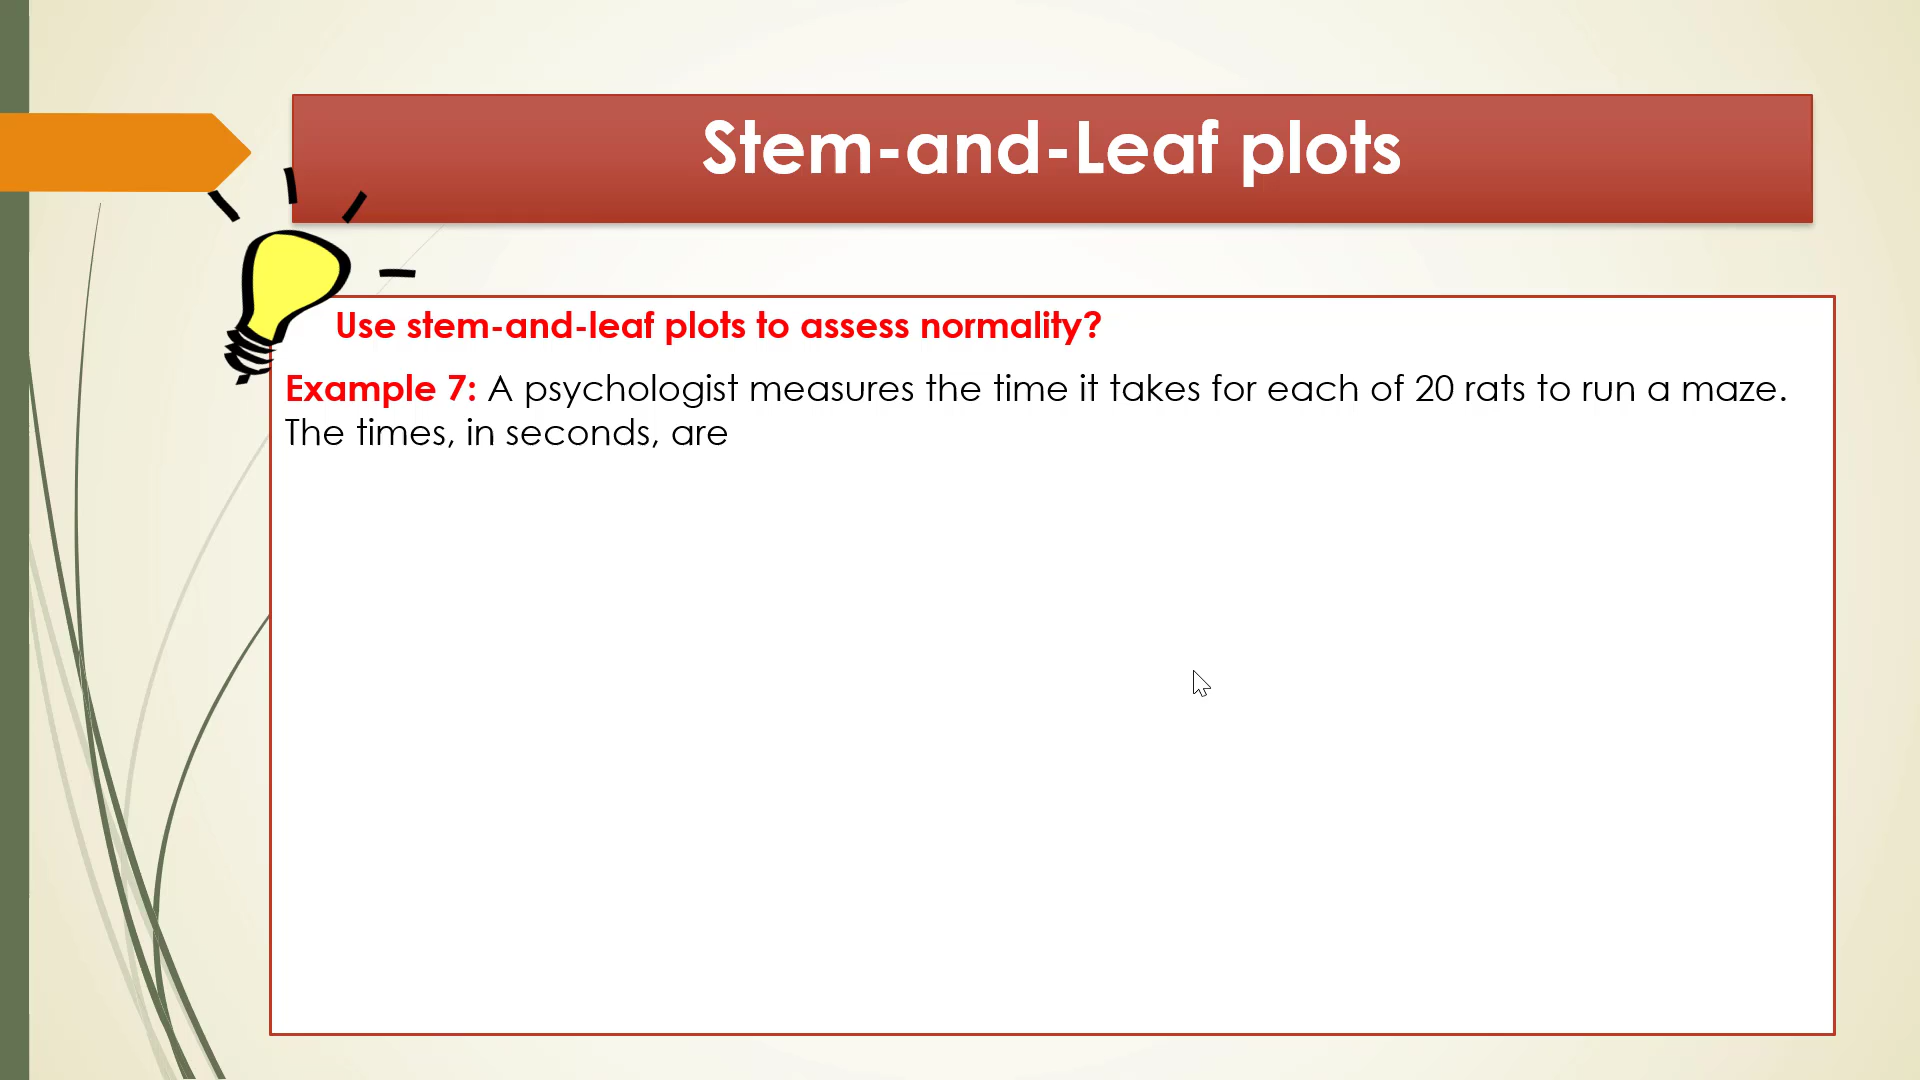 Stem-and-Leaf plots
Use stem-and-leaf plots to assess normality?
Example 7: A psychologist measures the time it takes for each of 20 rats to run a maze.
The times, in seconds, are